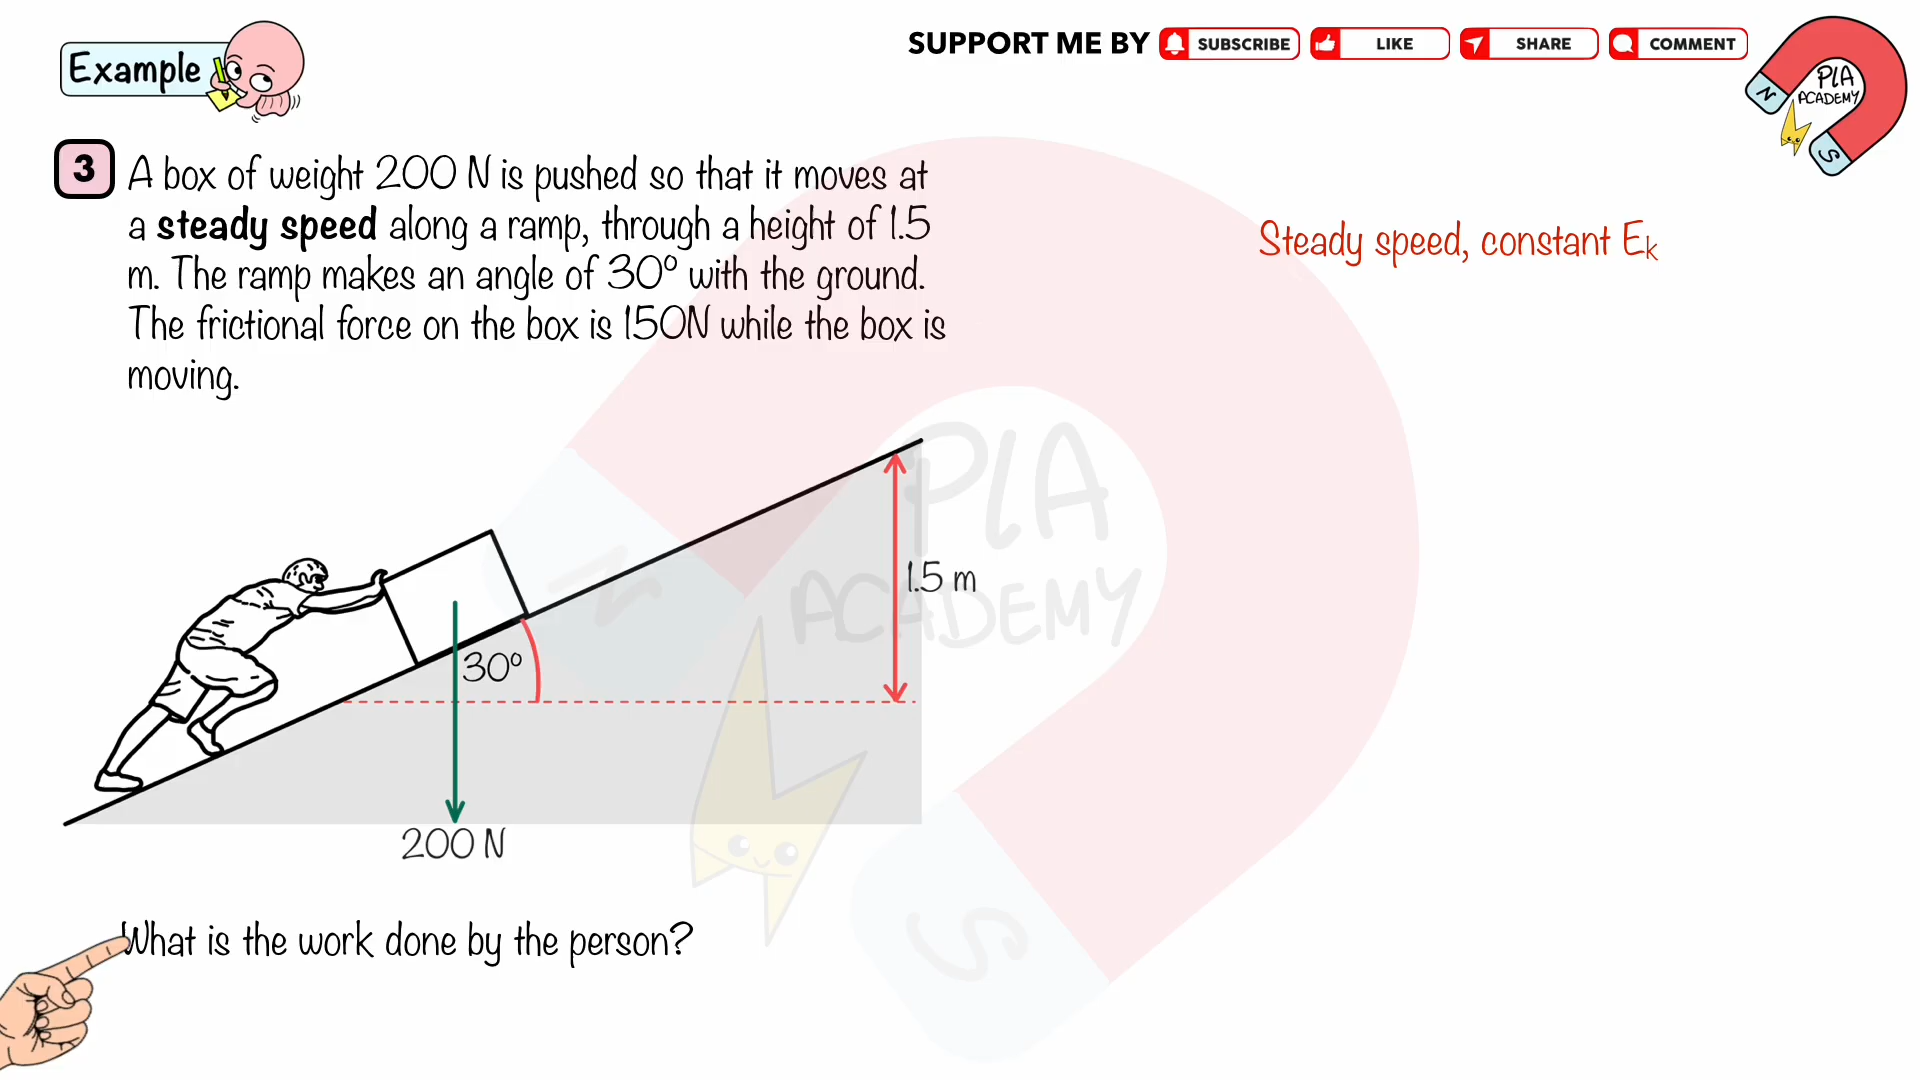 Example
SUPPORT ME BY
SUBSCRIBE
LIKE
SHARE
COMMENT
PLA
ACADEMY
N
S
3
A box of weight 200 N is pushed so that it moves at
a steady speed along a ramp, through a height of 1.5
m. The ramp makes an angle of 30° with the ground.
The frictional force on the box is 150N while the box is
moving.
Steady speed, constant Eₖ
PLA
ACADEMY
N
S
1.5 m
30°
200 N
What is the work done by the person?